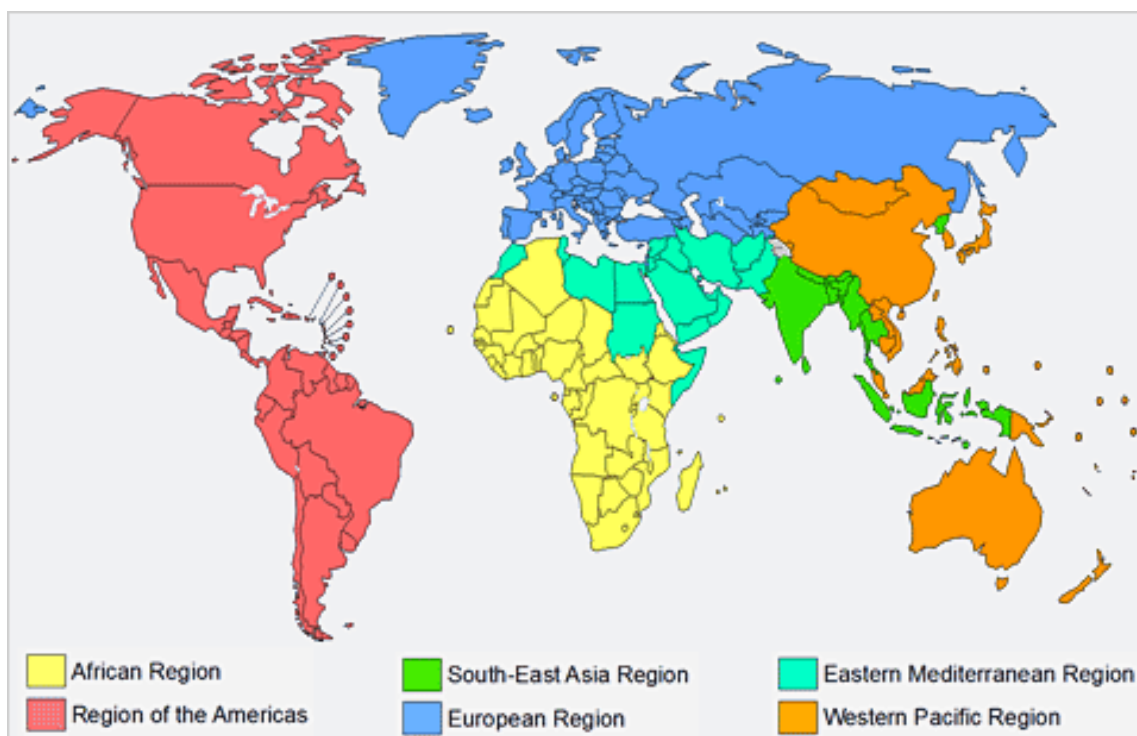 African Region
South-East Asia Region
Eastern Mediterranean Region
Region of the Americas
European Region
Western Pacific Region